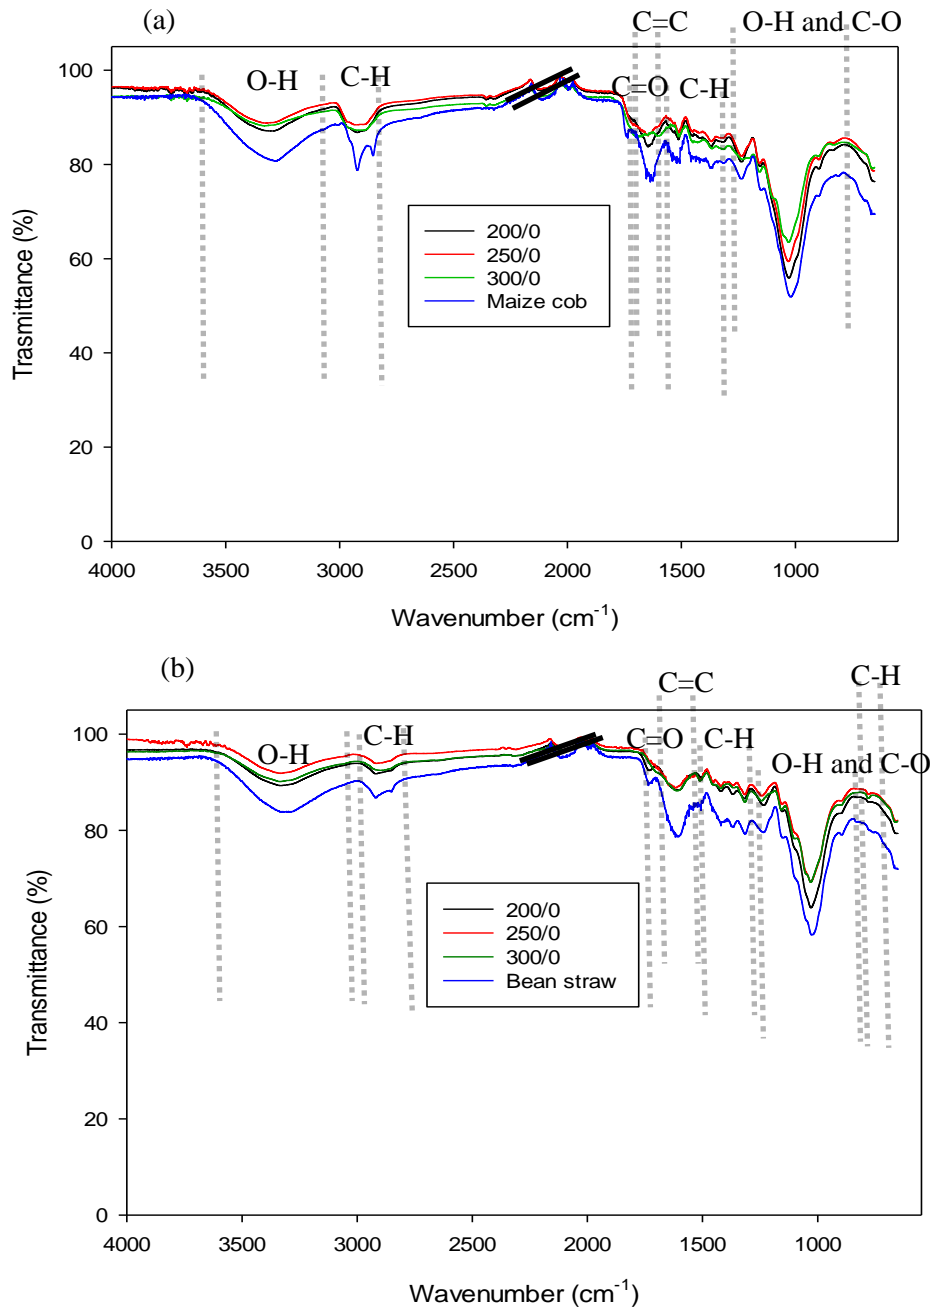 (a)
C=C
O-H and C-O
O-H
C-H
C=O
C-H
100
80
60
40
20
0
Trasmittance (%)
200/0
250/0
300/0
Maize cob
4000
3500
3000
2500
2000
1500
1000
Wavenumber (cm-1)
(b)
C=C
C-H
O-H
C-H
C=O
C-H
O-H and C-O
100
80
60
40
20
0
Transmittance (%)
200/0
250/0
300/0
Bean straw
4000
3500
3000
2500
2000
1500
1000
Wavenumber (cm-1)